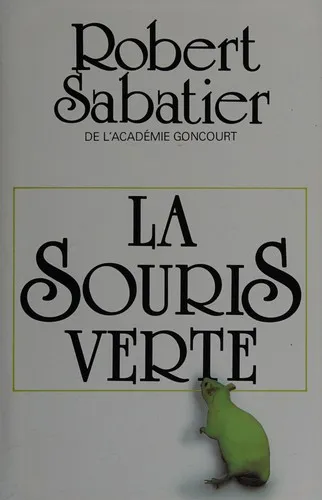 Robert
Sabatier
DE L'ACADÉMIE GONCOURT
LA
SOURIS
VERTE